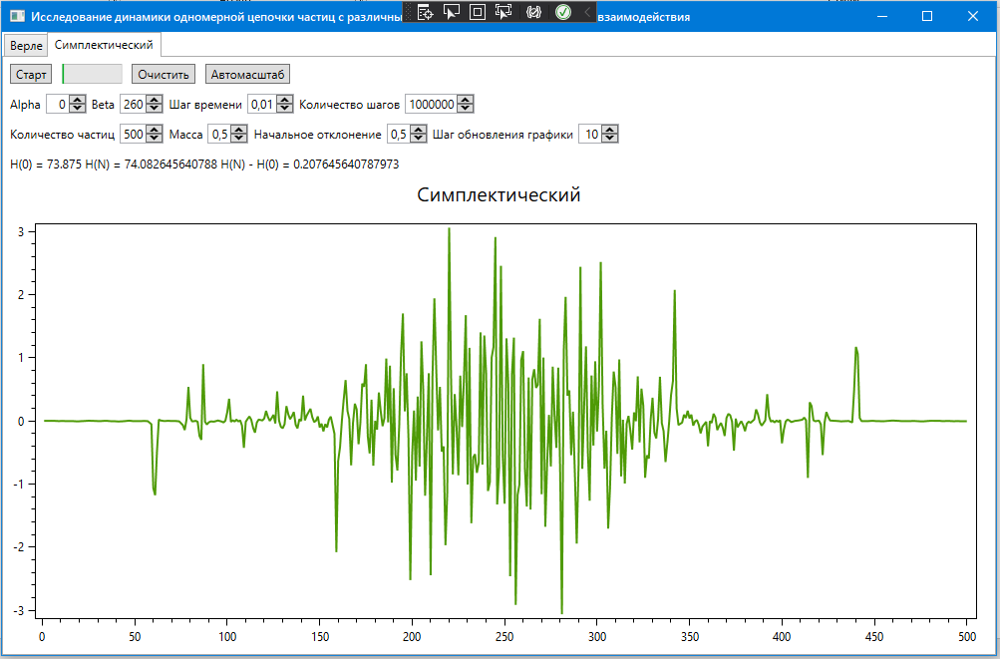 Исследование динамики одномерной цепочки частиц с различны взаимодействия
Верле Симплектический
Старт Очистить Автомасштаб
Alpha 0 Beta 260 Шаг времени 0,01 Количество шагов 1000000
Количество частиц 500 Масса 0,5 Начальное отклонение 0,5 Шаг обновления графики 10
H(0) = 73.875 H(N) = 74.082645640788 H(N) - H(0) = 0.207645640787973
Симплектический
3
2
1
0
-1
-2
-3
0 50 100 150 200 250 300 350 400 450 500